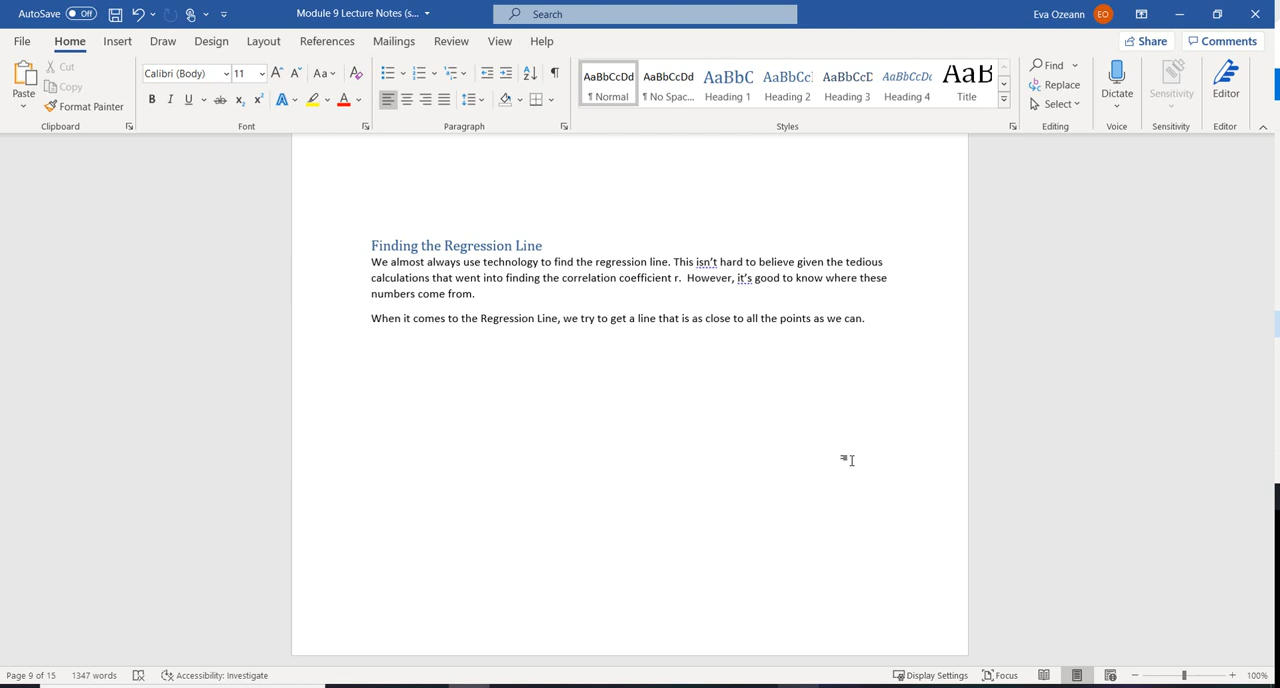 AutoSave Off Module 9 Lecture Notes (s... Search Eva Ozeann EO
File Home Insert Draw Design Layout References Mailings Review View Help Share Comments
Paste Cut Copy Format Painter Clipboard
Calibri (Body) 11 Aa Font
Paragraph
AaBbCcDd ¶ Normal AaBbCcDd ¶ No Spac... AaBbC Heading 1 AaBbCc Heading 2 AaBbCcD Heading 3 AaBbCcDc Heading 4 AaB Title Styles
Find Replace Select Editing
Dictate Voice
Sensitivity Sensitivity
Editor Editor
Finding the Regression Line
We almost always use technology to find the regression line. This isn't hard to believe given the tedious
calculations that went into finding the correlation coefficient r.  However, it's good to know where these
numbers come from.
When it comes to the Regression Line, we try to get a line that is as close to all the points as we can.
Page 9 of 15 1347 words Accessibility: Investigate Display Settings Focus 100%